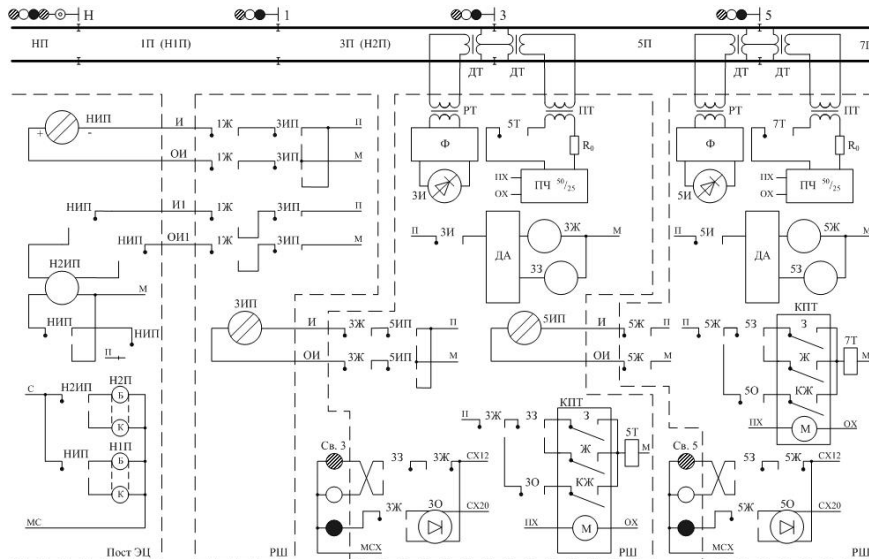 Н 1 3 5
НП 1П (Н1П) 3П (Н2П) 5П 7П
ДТ ДТ ДТ ДТ
РТ ПТ РТ ПТ
+ НИП - И 1Ж 3ИП П Ф 5Т R₀ Ф 7Т R₀
ОИ 1Ж 3ИП М 3И ПХ ОХ ПЧ 50/25 5И ПХ ОХ ПЧ 50/25
НИП И1 1Ж 3ИП П
НИП ОИ1 1Ж 3ИП М П 3И ДА 3Ж М П 5И ДА 5Ж М
Н2ИП 3З 5З
М
НИП НИП П
3ИП И 3Ж 5ИП П 5ИП И 5Ж П П 5Ж 5З КПТ З 7Т
ОИ 3Ж 5ИП М ОИ 5Ж М Ж М
5О КЖ
ПХ М ОХ
С Н2ИП Н2П Б
К
НИП Н1П Б
К
МС
П 3Ж 3З КПТ З 5Т
Ж М
3О КЖ
ПХ М ОХ
Св. 3 3З 3Ж СХ12
3Ж 3О СХ20
МСХ
Св. 5 5З 5Ж СХ12
5Ж 5О СХ20
МСХ
Пост ЭЦ РШ РШ РШ